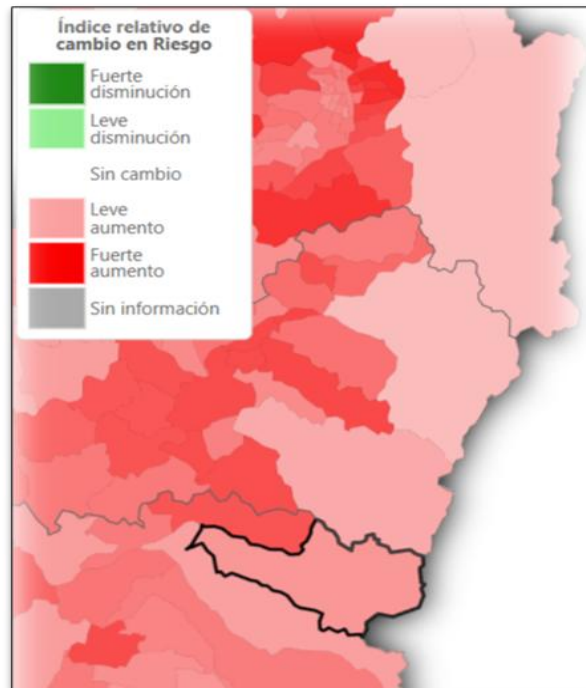 Índice relativo de
cambio en Riesgo
Fuerte
disminución
Leve
disminución
Sin cambio
Leve
aumento
Fuerte
aumento
Sin información